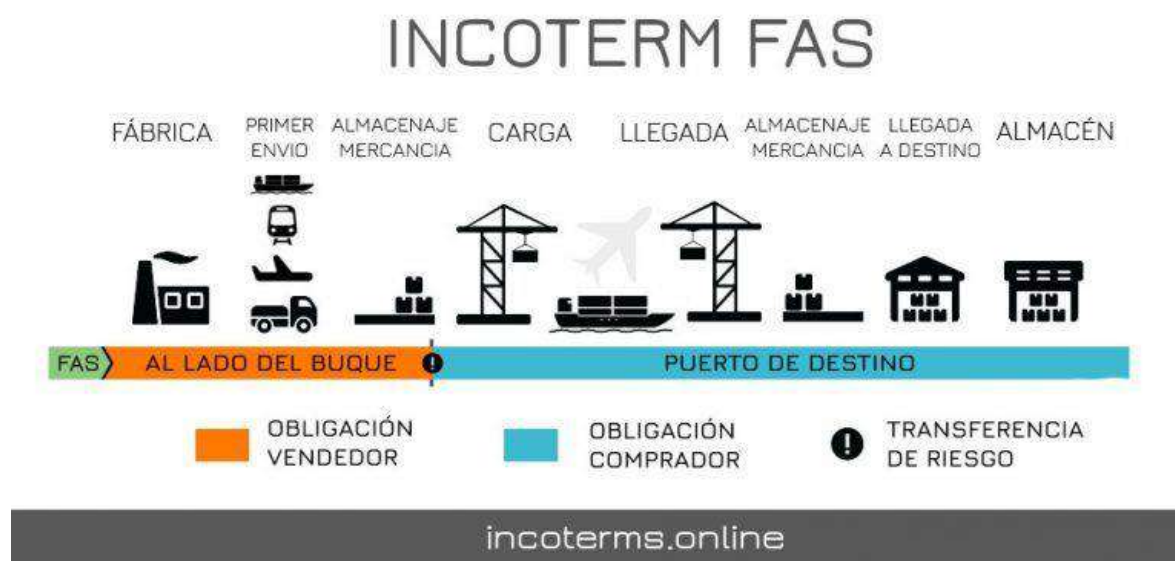 INCOTERM FAS
FÁBRICA
PRIMER
ENVIO
ALMACENAJE
MERCANCIA
CARGA
LLEGADA
ALMACENAJE
MERCANCIA
LLEGADA
A DESTINO
ALMACÉN
FAS
AL LADO DEL BUQUE
PUERTO DE DESTINO
OBLIGACIÓN
VENDEDOR
OBLIGACIÓN
COMPRADOR
TRANSFERENCIA
DE RIESGO
incoterms.online